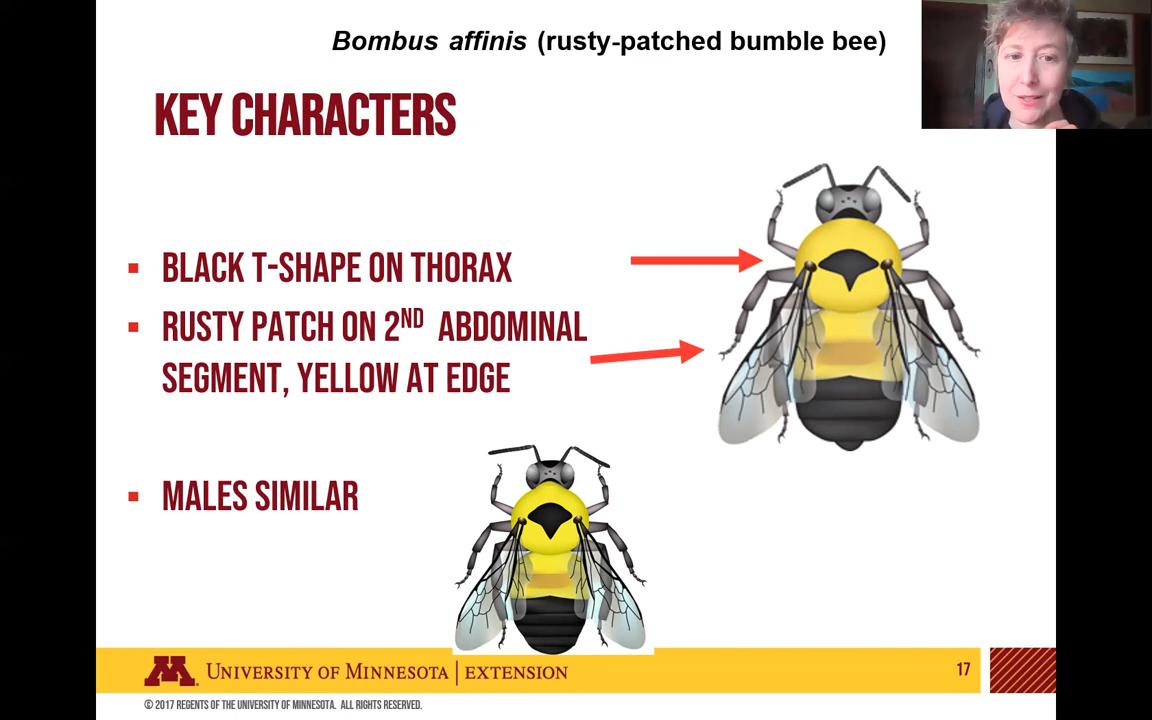 Bombus affinis (rusty-patched bumble bee)
KEY CHARACTERS
▪ BLACK T-SHAPE ON THORAX
▪ RUSTY PATCH ON 2ND ABDOMINAL
SEGMENT, YELLOW AT EDGE
▪ MALES SIMILAR
M UNIVERSITY OF MINNESOTA | EXTENSION
17
© 2017 REGENTS OF THE UNIVERSITY OF MINNESOTA. ALL RIGHTS RESERVED.